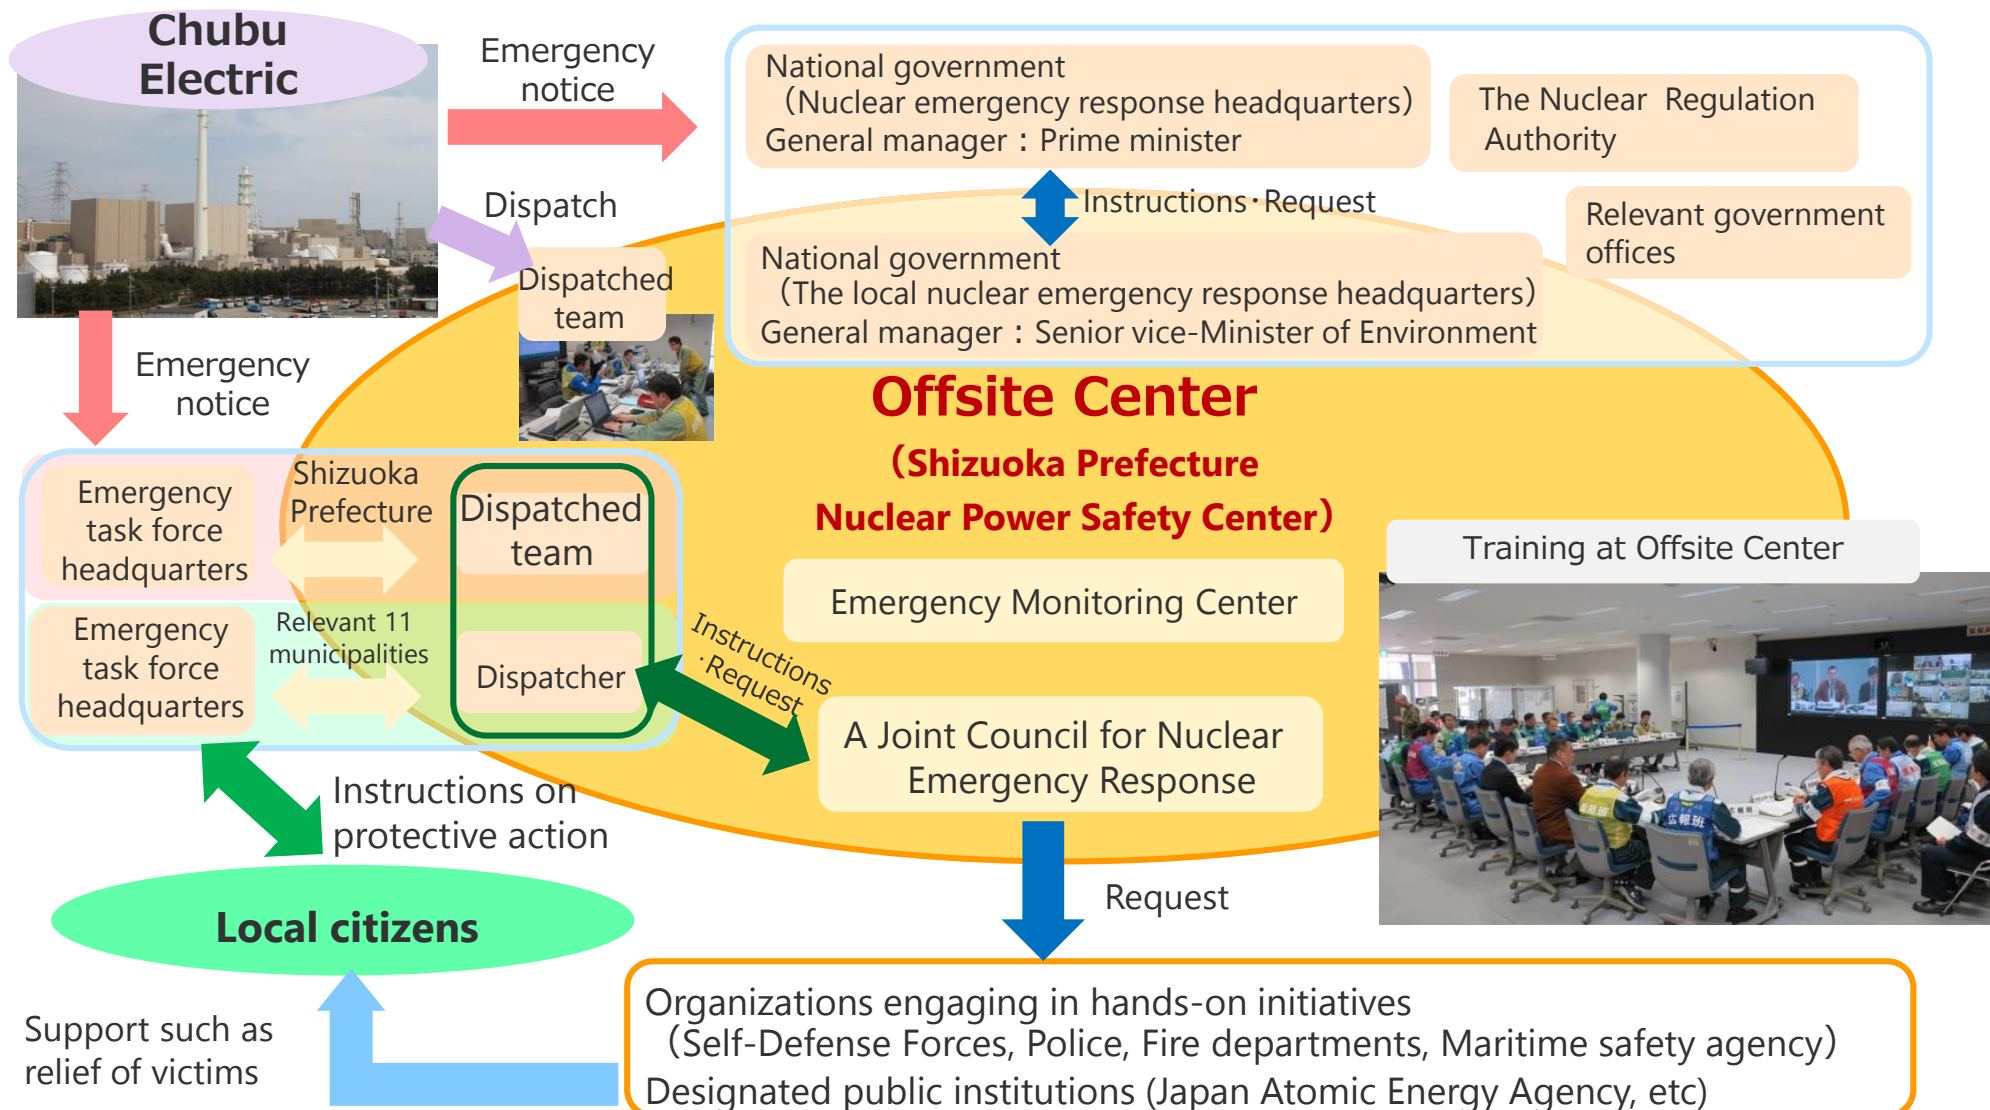 Chubu
Electric
Emergency
notice
National government
（Nuclear emergency response headquarters）
General manager：Prime minister
The Nuclear Regulation
Authority
Dispatch
Instructions･Request
Relevant government
offices
Dispatched
team
National government
（The local nuclear emergency response headquarters）
General manager：Senior vice-Minister of Environment
Emergency
notice
Offsite Center
（Shizuoka Prefecture
Nuclear Power Safety Center）
Emergency
task force
headquarters
Shizuoka
Prefecture
Dispatched
team
Training at Offsite Center
Emergency Monitoring Center
Emergency
task force
headquarters
Relevant 11
municipalities
Dispatcher
Instructions
･Request
A Joint Council for Nuclear
Emergency Response
広報班
Instructions on
protective action
Request
Local citizens
Support such as
relief of victims
Organizations engaging in hands-on initiatives
（Self-Defense Forces, Police, Fire departments, Maritime safety agency）
Designated public institutions (Japan Atomic Energy Agency, etc)